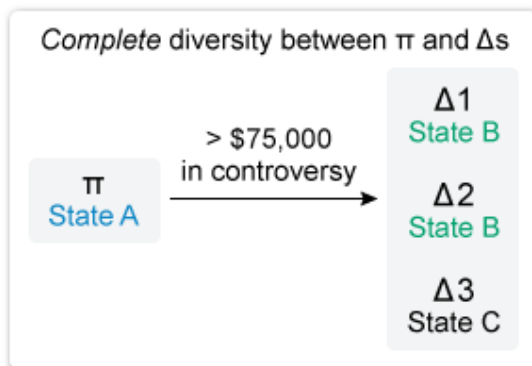 Complete diversity between π and Δs
> $75,000
in controversy
π
State A
Δ1
State B
Δ2
State B
Δ3
State C